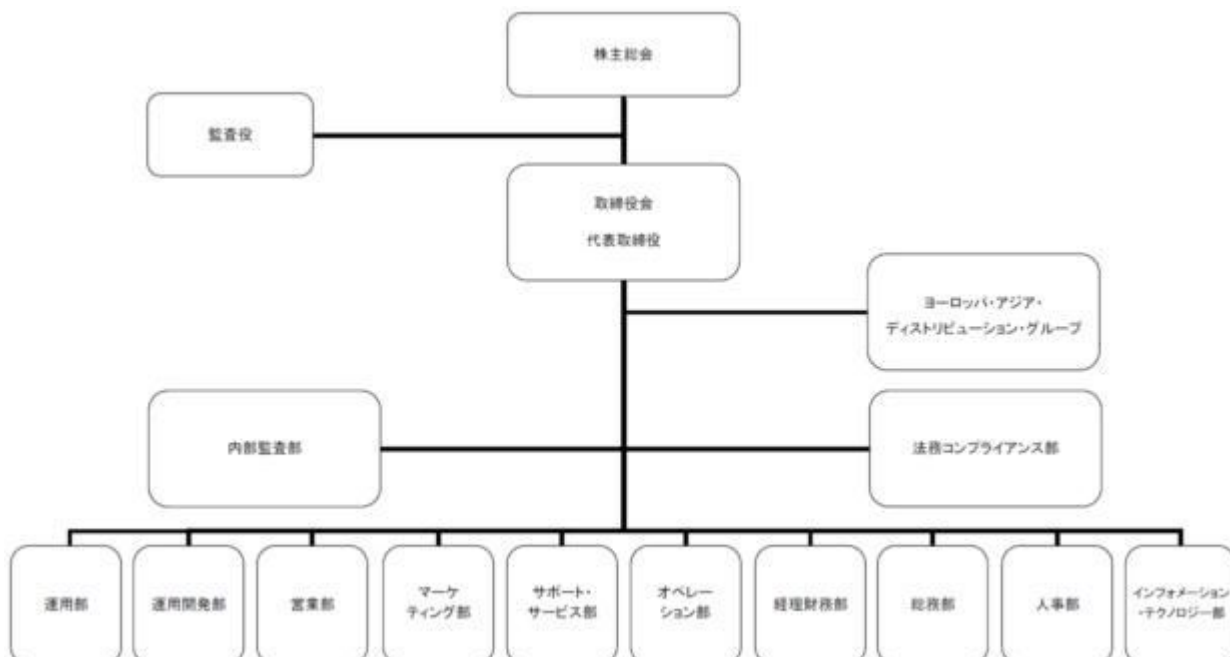 株主総会
監査役
取締役会
代表取締役
ヨーロッパ・アジア・
ディストリビューション・グループ
内部監査部
法務コンプライアンス部
運用部
運用開発部
営業部
マーケ
ティング部
サポート・
サービス部
オペレー
ション部
経理財務部
総務部
人事部
インフォメーション
・テクノロジー部